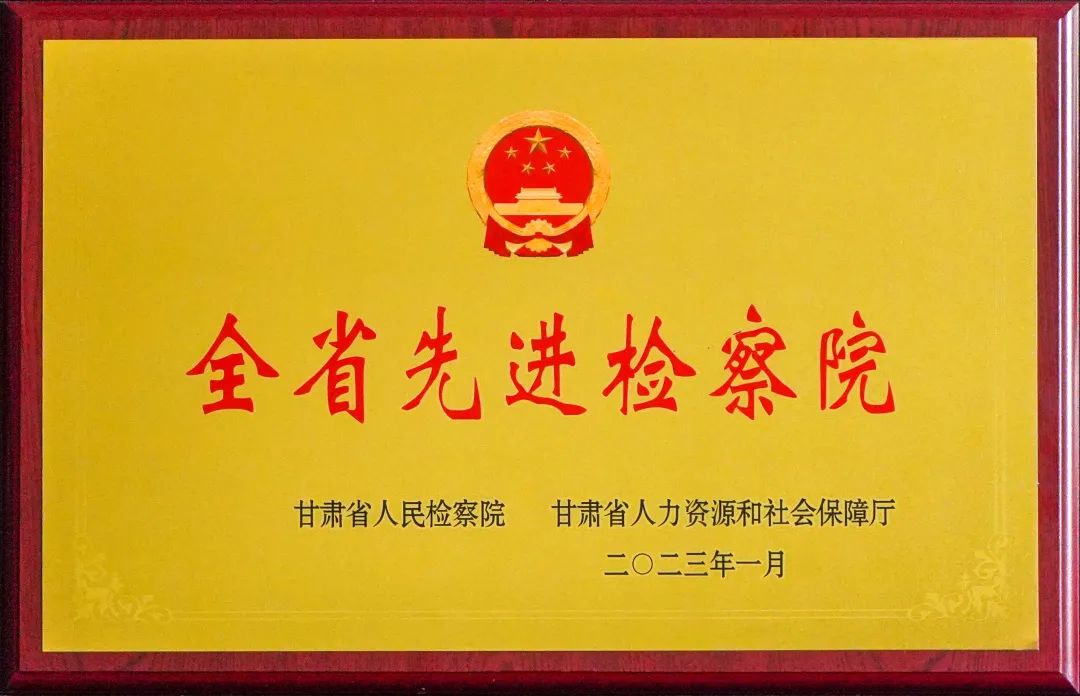 全省先进检察院
甘肃省人民检察院 甘肃省人力资源和社会保障厅
二〇二三年一月